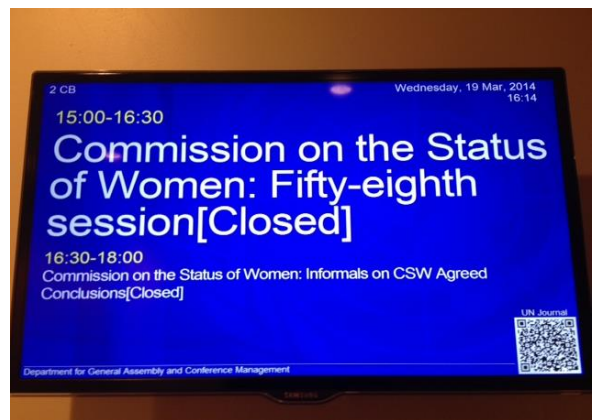 2 CB
Wednesday, 19 Mar, 2014
16:14
15:00-16:30
Commission on the Status
of Women: Fifty-eighth
session[Closed]
16:30-18:00
Commission on the Status of Women: Informals on CSW Agreed
Conclusions[Closed]
UN Journal
Department for General Assembly and Conference Management
SAMSUNG